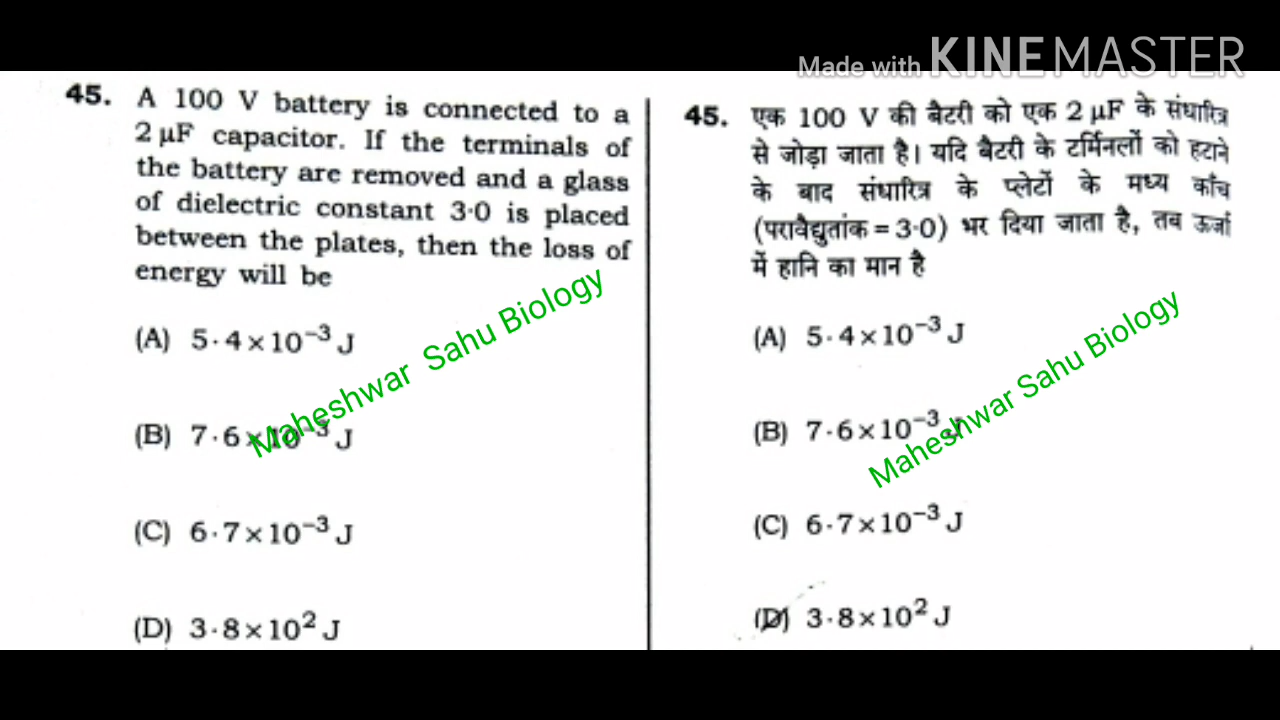 Made with KINEMASTER
45. A 100 V battery is connected to a
2 μF capacitor. If the terminals of
the battery are removed and a glass
of dielectric constant 3·0 is placed
between the plates, then the loss of
energy will be
(A) 5·4×10⁻³ J
(B) 7·6×10⁻³ J
(C) 6·7×10⁻³ J
(D) 3·8×10² J
Maheshwar Sahu Biology
45. एक 100 V की बैटरी को एक 2 μF के संधारित्र
से जोड़ा जाता है। यदि बैटरी के टर्मिनलों को हटाने
के बाद संधारित्र के प्लेटों के मध्य काँच
(परावैद्युतांक = 3·0) भर दिया जाता है, तब ऊर्जा
में हानि का मान है
(A) 5·4×10⁻³ J
(B) 7·6×10⁻³ J
(C) 6·7×10⁻³ J
(D) 3·8×10² J
Maheshwar Sahu Biology